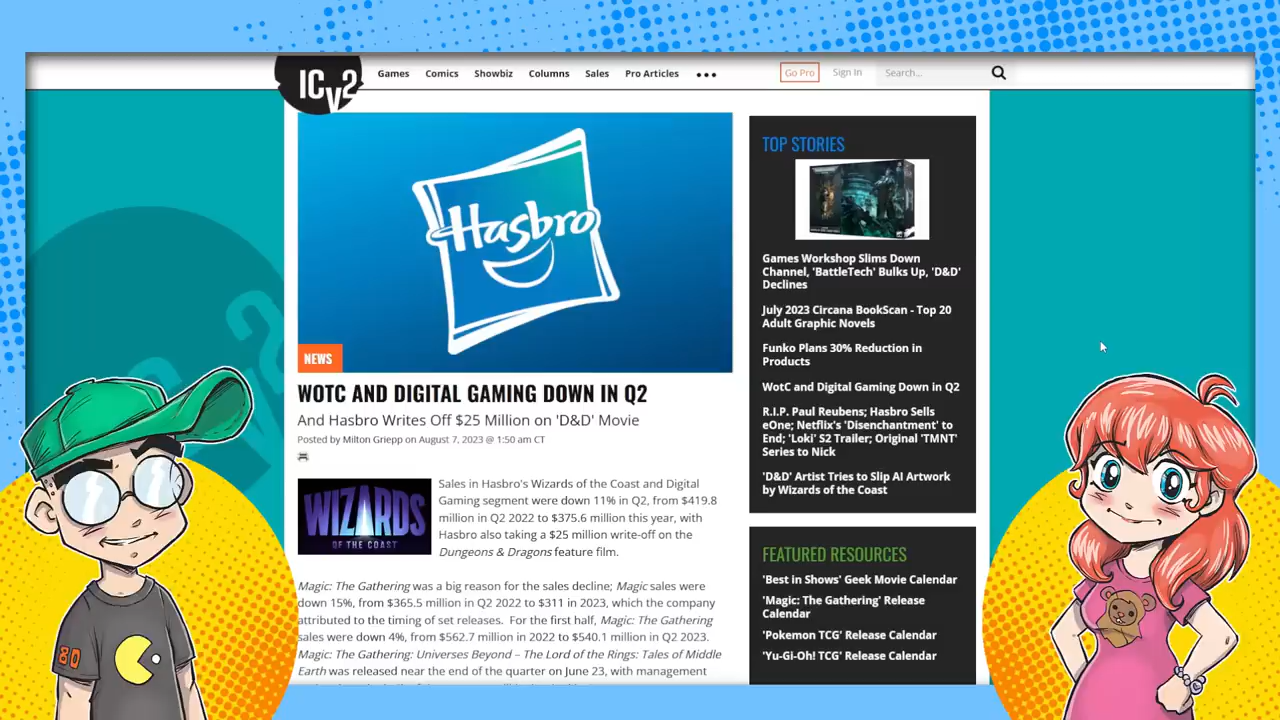 ICv2
Games Comics Showbiz Columns Sales Pro Articles •••
Go Pro Sign In Search...
Hasbro
NEWS
WOTC AND DIGITAL GAMING DOWN IN Q2
And Hasbro Writes Off $25 Million on 'D&D' Movie
Posted by Milton Griepp on August 7, 2023 @ 1:50 am CT
WIZARDS
OF THE COAST
Sales in Hasbro's Wizards of the Coast and Digital
Gaming segment were down 11% in Q2, from $419.8
million in Q2 2022 to $375.6 million this year, with
Hasbro also taking a $25 million write-off on the
Dungeons & Dragons feature film.
Magic: The Gathering was a big reason for the sales decline; Magic sales were
down 15%, from $365.5 million in Q2 2022 to $311 in 2023, which the company
attributed to the timing of set releases.  For the first half, Magic: The Gathering
sales were down 4%, from $562.7 million in 2022 to $540.1 million in Q2 2023.
Magic: The Gathering: Universes Beyond – The Lord of the Rings: Tales of Middle
Earth was released near the end of the quarter on June 23, with management
TOP STORIES
Games Workshop Slims Down
Channel, 'BattleTech' Bulks Up, 'D&D'
Declines
July 2023 Circana BookScan - Top 20
Adult Graphic Novels
Funko Plans 30% Reduction in
Products
WotC and Digital Gaming Down in Q2
R.I.P. Paul Reubens; Hasbro Sells
eOne; Netflix's 'Disenchantment' to
End; 'Loki' S2 Trailer; Original 'TMNT'
Series to Nick
'D&D' Artist Tries to Slip AI Artwork
by Wizards of the Coast
FEATURED RESOURCES
'Best in Shows' Geek Movie Calendar
'Magic: The Gathering' Release
Calendar
'Pokemon TCG' Release Calendar
'Yu-Gi-Oh! TCG' Release Calendar
80